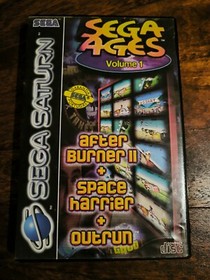 SEGA SATURN
SEGA
SEGA
AGES
Volume 1
after
Burner II
+
space
harrier
+
outrun